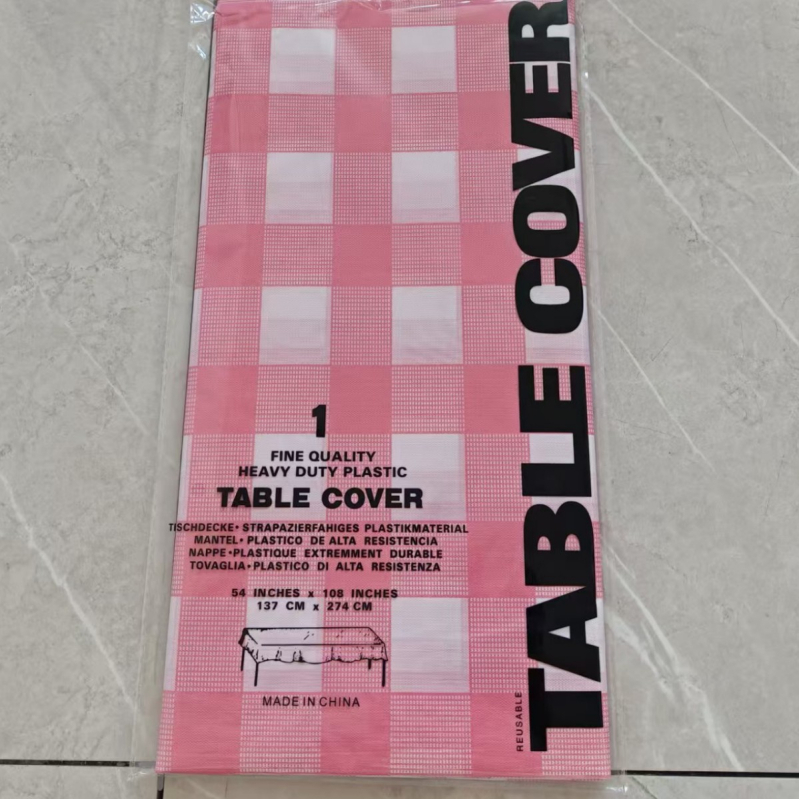 1
FINE QUALITY
HEAVY DUTY PLASTIC
TABLE COVER
TISCHDECKE• STRAPAZIERFAHIGES PLASTIKMATERIAL
MANTEL• PLASTICO DE ALTA RESISTENCIA
NAPPE•PLASTIQUE EXTREMMENT DURABLE
TOVAGLIA•PLASTICO DI ALTA RESISTENZA
54 INCHES x 108 INCHES
137 CM x 274 CM
MADE IN CHINA
REUSABLE
TABLE COVER